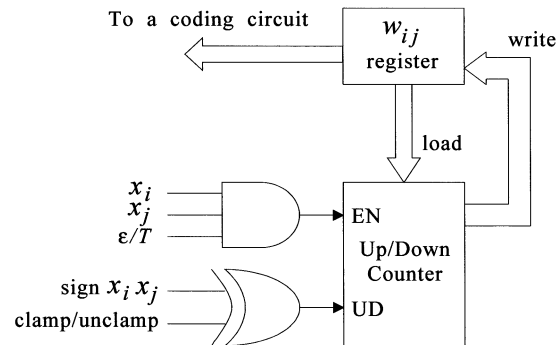 To a coding circuit
w_ij
register
write
load
x_i
x_j
ε/T
EN
Up/Down
Counter
sign x_i x_j
clamp/unclamp
UD